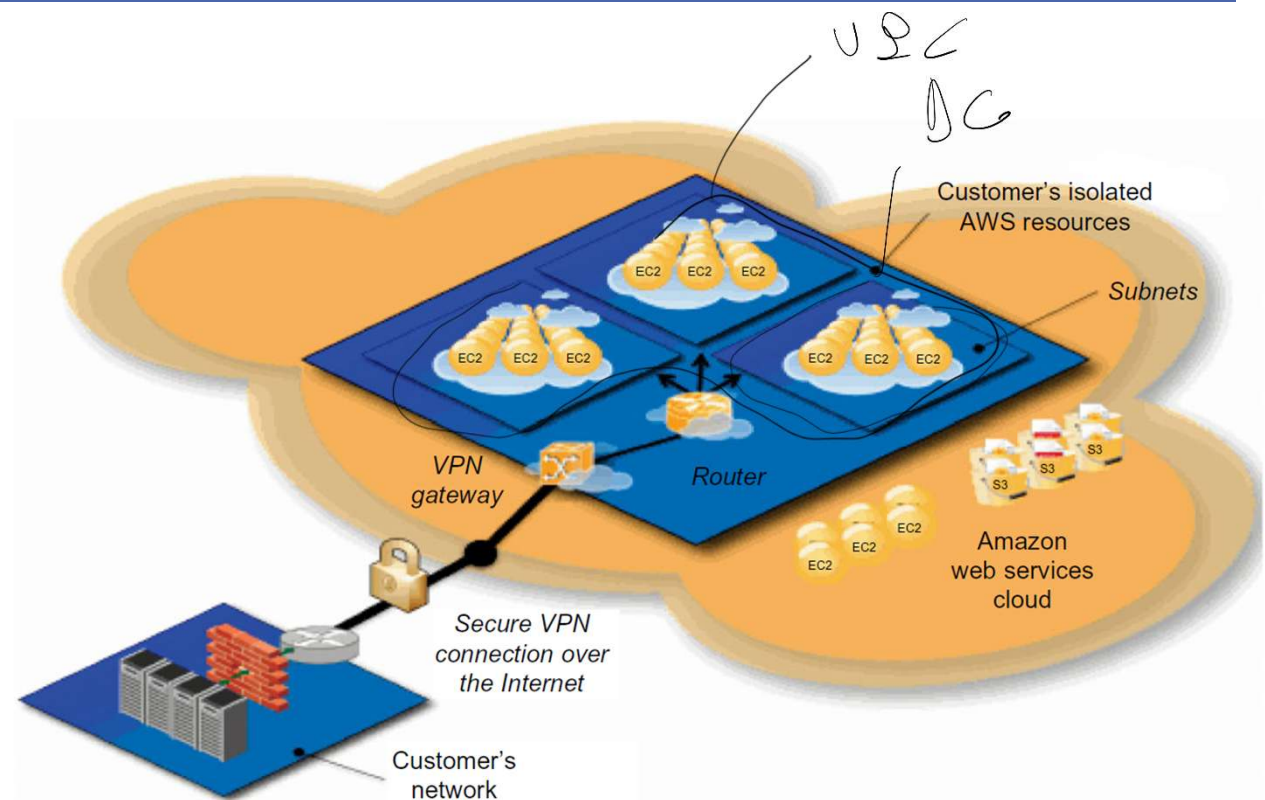 VPC
DC
Customer's isolated
AWS resources
Subnets
EC2 EC2 EC2
EC2 EC2 EC2
EC2 EC2 EC2
VPN
gateway
Router
S3 S3 S3
EC2 EC2 EC2
Amazon
web services
cloud
Secure VPN
connection over
the Internet
Customer's
network